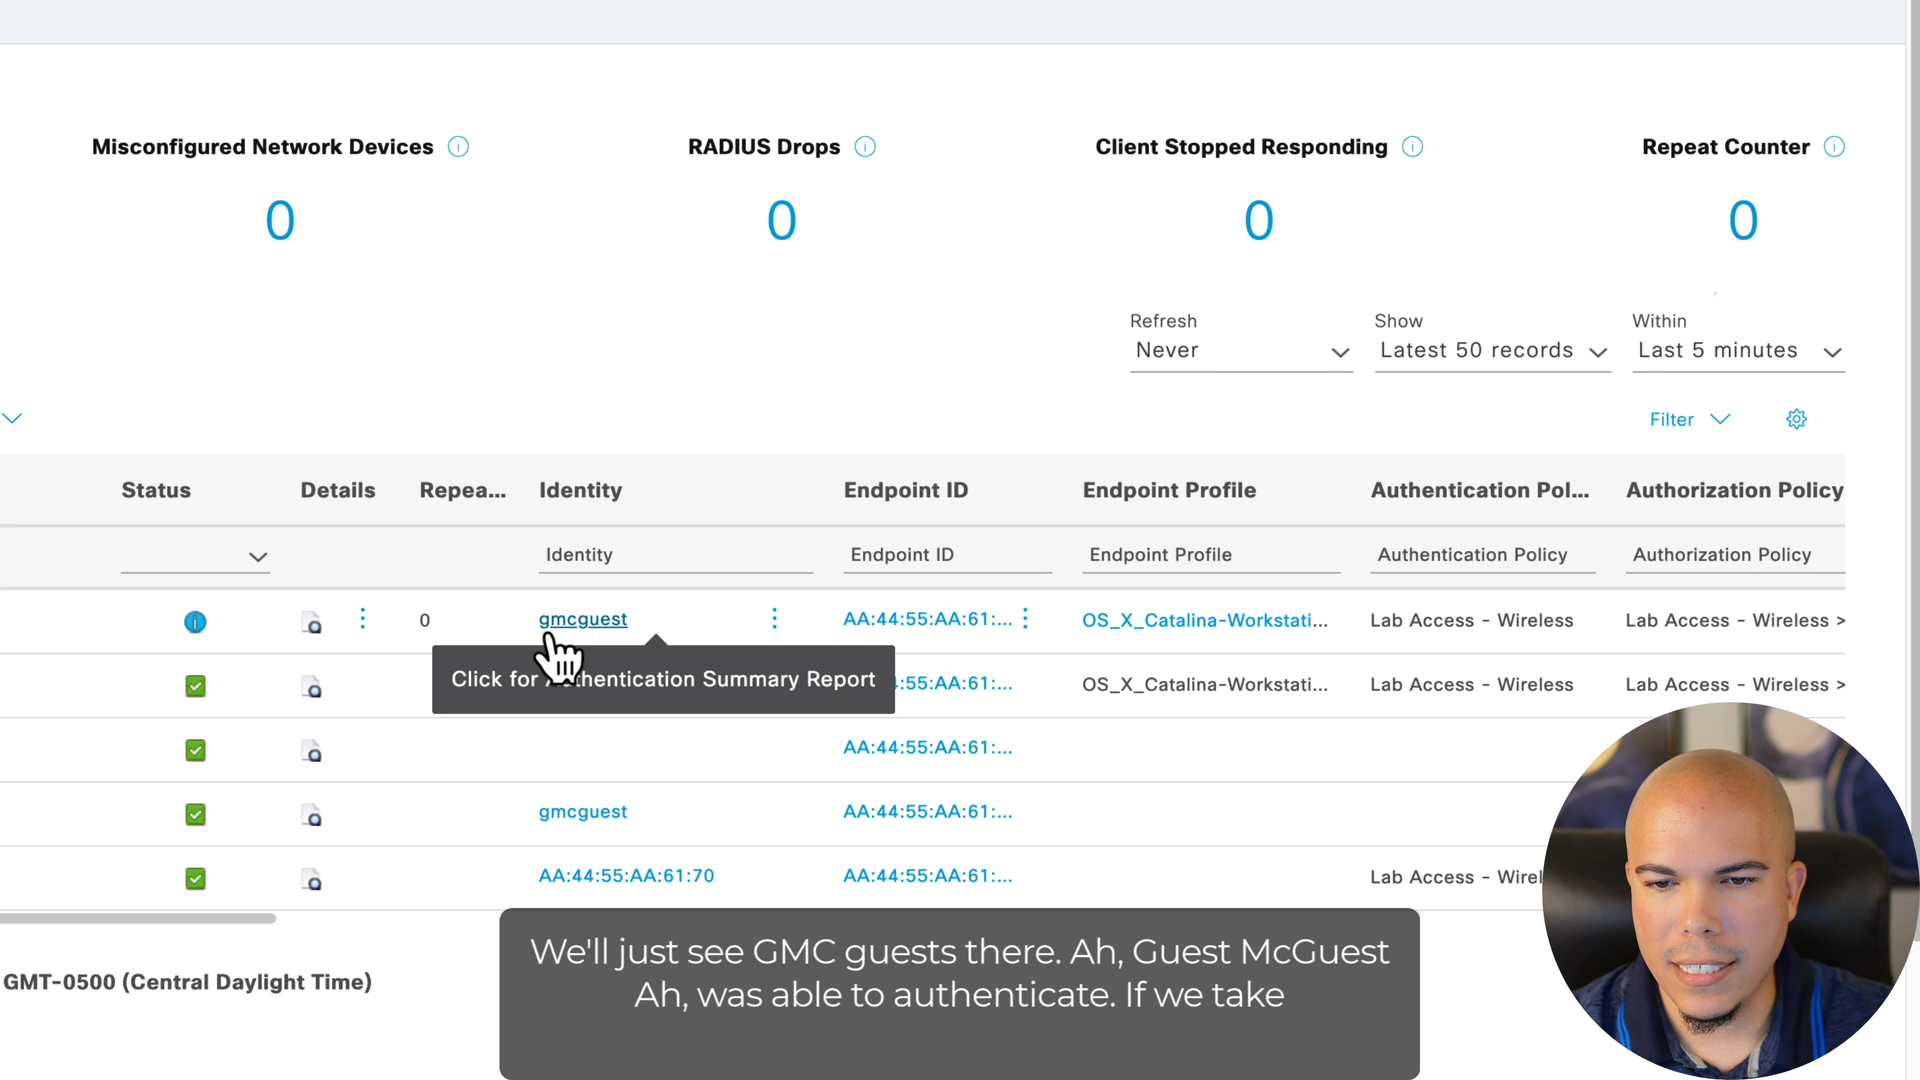 Misconfigured Network Devices
RADIUS Drops
Client Stopped Responding
Repeat Counter
0
0
0
0
Refresh
Never
Show
Latest 50 records
Within
Last 5 minutes
Filter
Status Details Repea... Identity Endpoint ID Endpoint Profile Authentication Pol... Authorization Policy
Identity Endpoint ID Endpoint Profile Authentication Policy Authorization Policy
0 gmcguest AA:44:55:AA:61:... OS_X_Catalina-Workstati... Lab Access - Wireless Lab Access - Wireless >
Click for Authentication Summary Report
:55:AA:61:... OS_X_Catalina-Workstati... Lab Access - Wireless Lab Access - Wireless >
AA:44:55:AA:61:...
gmcguest AA:44:55:AA:61:...
AA:44:55:AA:61:70 AA:44:55:AA:61:... Lab Access - Wirel
GMT-0500 (Central Daylight Time)
We'll just see GMC guests there. Ah, Guest McGuest
Ah, was able to authenticate. If we take